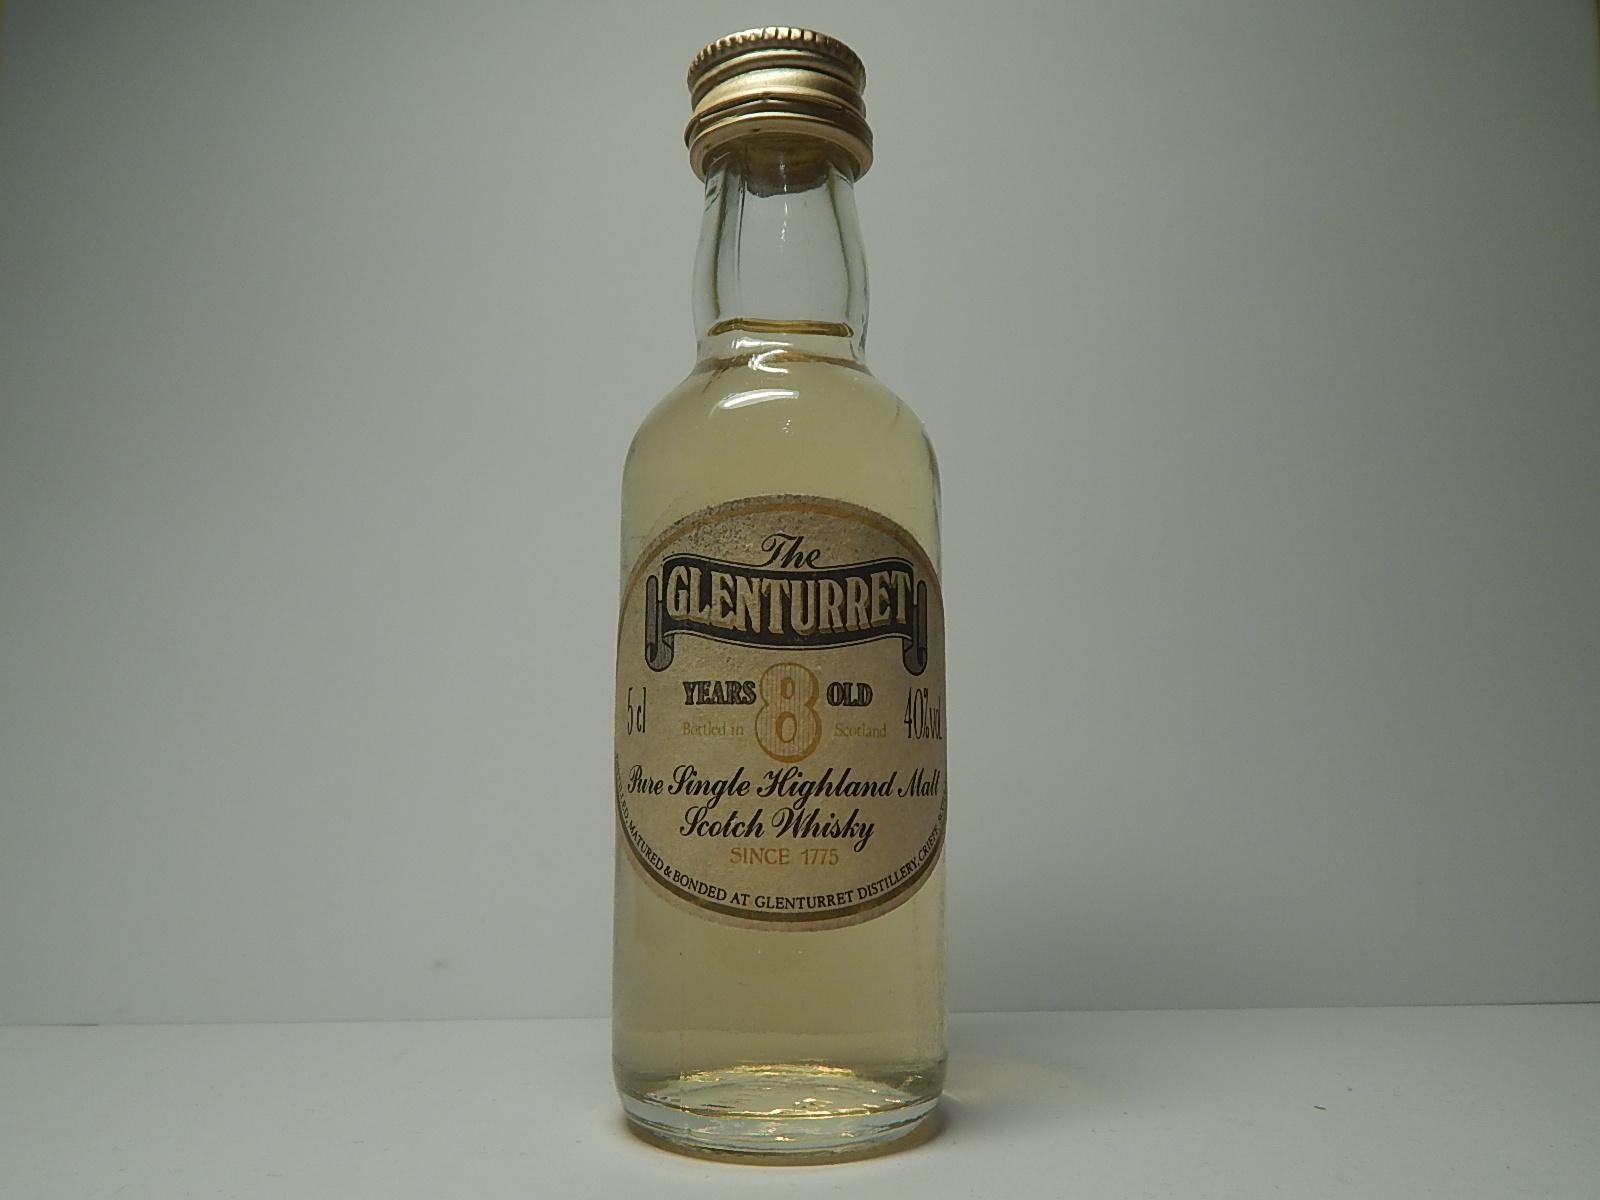 The
GLENTURRET
YEARS 8 OLD
5 cl 40% vol
Bottled in Scotland
Pure Single Highland Malt
Scotch Whisky
SINCE 1775
MATURED & BONDED AT GLENTURRET DISTILLERY, CRIEFF,